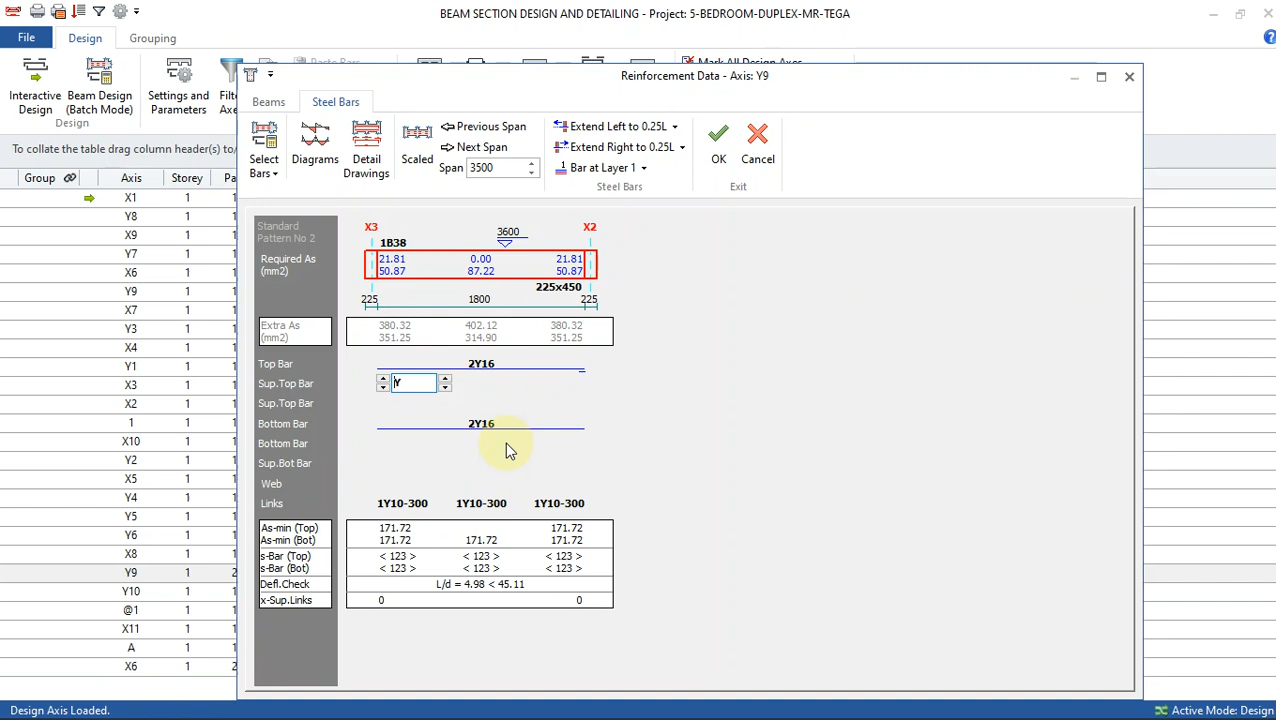 BEAM SECTION DESIGN AND DETAILING - Project: 5-BEDROOM-DUPLEX-MR-TEGA
File
Design
Grouping
Interactive Design
Beam Design (Batch Mode)
Settings and Parameters
Design
Mark All Design Axes
To collate the table drag column header(s) to
Group
Axis
Storey
X1 1
Y8 1
X9 1
Y7 1
X6 1
Y9 1
X7 1
Y3 1
X4 1
Y1 1
X3 1
X2 1
1 1
X10 1
Y2 1
X5 1
Y4 1
Y5 1
Y6 1
X8 1
Y9 1 2
Y10 1
@1 1
X11 1
A 1
X6 1 2
Design Axis Loaded.
Active Mode: Design
Reinforcement Data - Axis: Y9
Beams
Steel Bars
Select Bars
Diagrams
Detail Drawings
Scaled
Previous Span
Next Span
Span 3500
Extend Left to 0.25L
Extend Right to 0.25L
Bar at Layer 1
Steel Bars
OK
Cancel
Exit
Standard Pattern No 2
X3 3600 X2
1B38
Required As (mm2)
21.81 0.00 21.81
50.87 87.22 50.87
225x450
225 1800 225
Extra As (mm2)
380.32 402.12 380.32
351.25 314.90 351.25
Top Bar 2Y16
Sup.Top Bar Y
Sup.Top Bar
Bottom Bar 2Y16
Bottom Bar
Sup.Bot Bar
Web
Links 1Y10-300 1Y10-300 1Y10-300
As-min (Top) 171.72 171.72
As-min (Bot) 171.72 171.72 171.72
s-Bar (Top) < 123 > < 123 > < 123 >
s-Bar (Bot) < 123 > < 123 > < 123 >
Defl.Check L/d = 4.98 < 45.11
x-Sup.Links 0 0